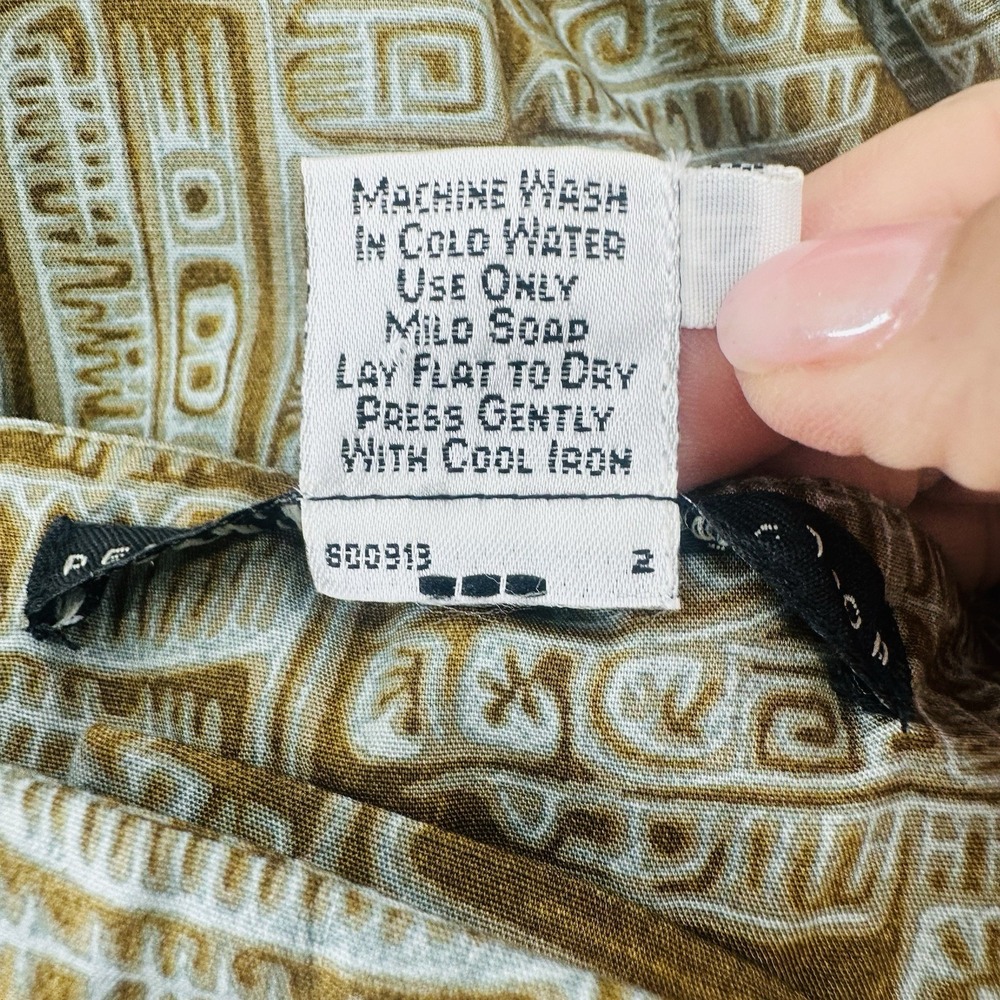 MACHINE WASH
IN COLD WATER
USE ONLY
MILD SOAP
LAY FLAT TO DRY
PRESS GENTLY
WITH COOL IRON
2